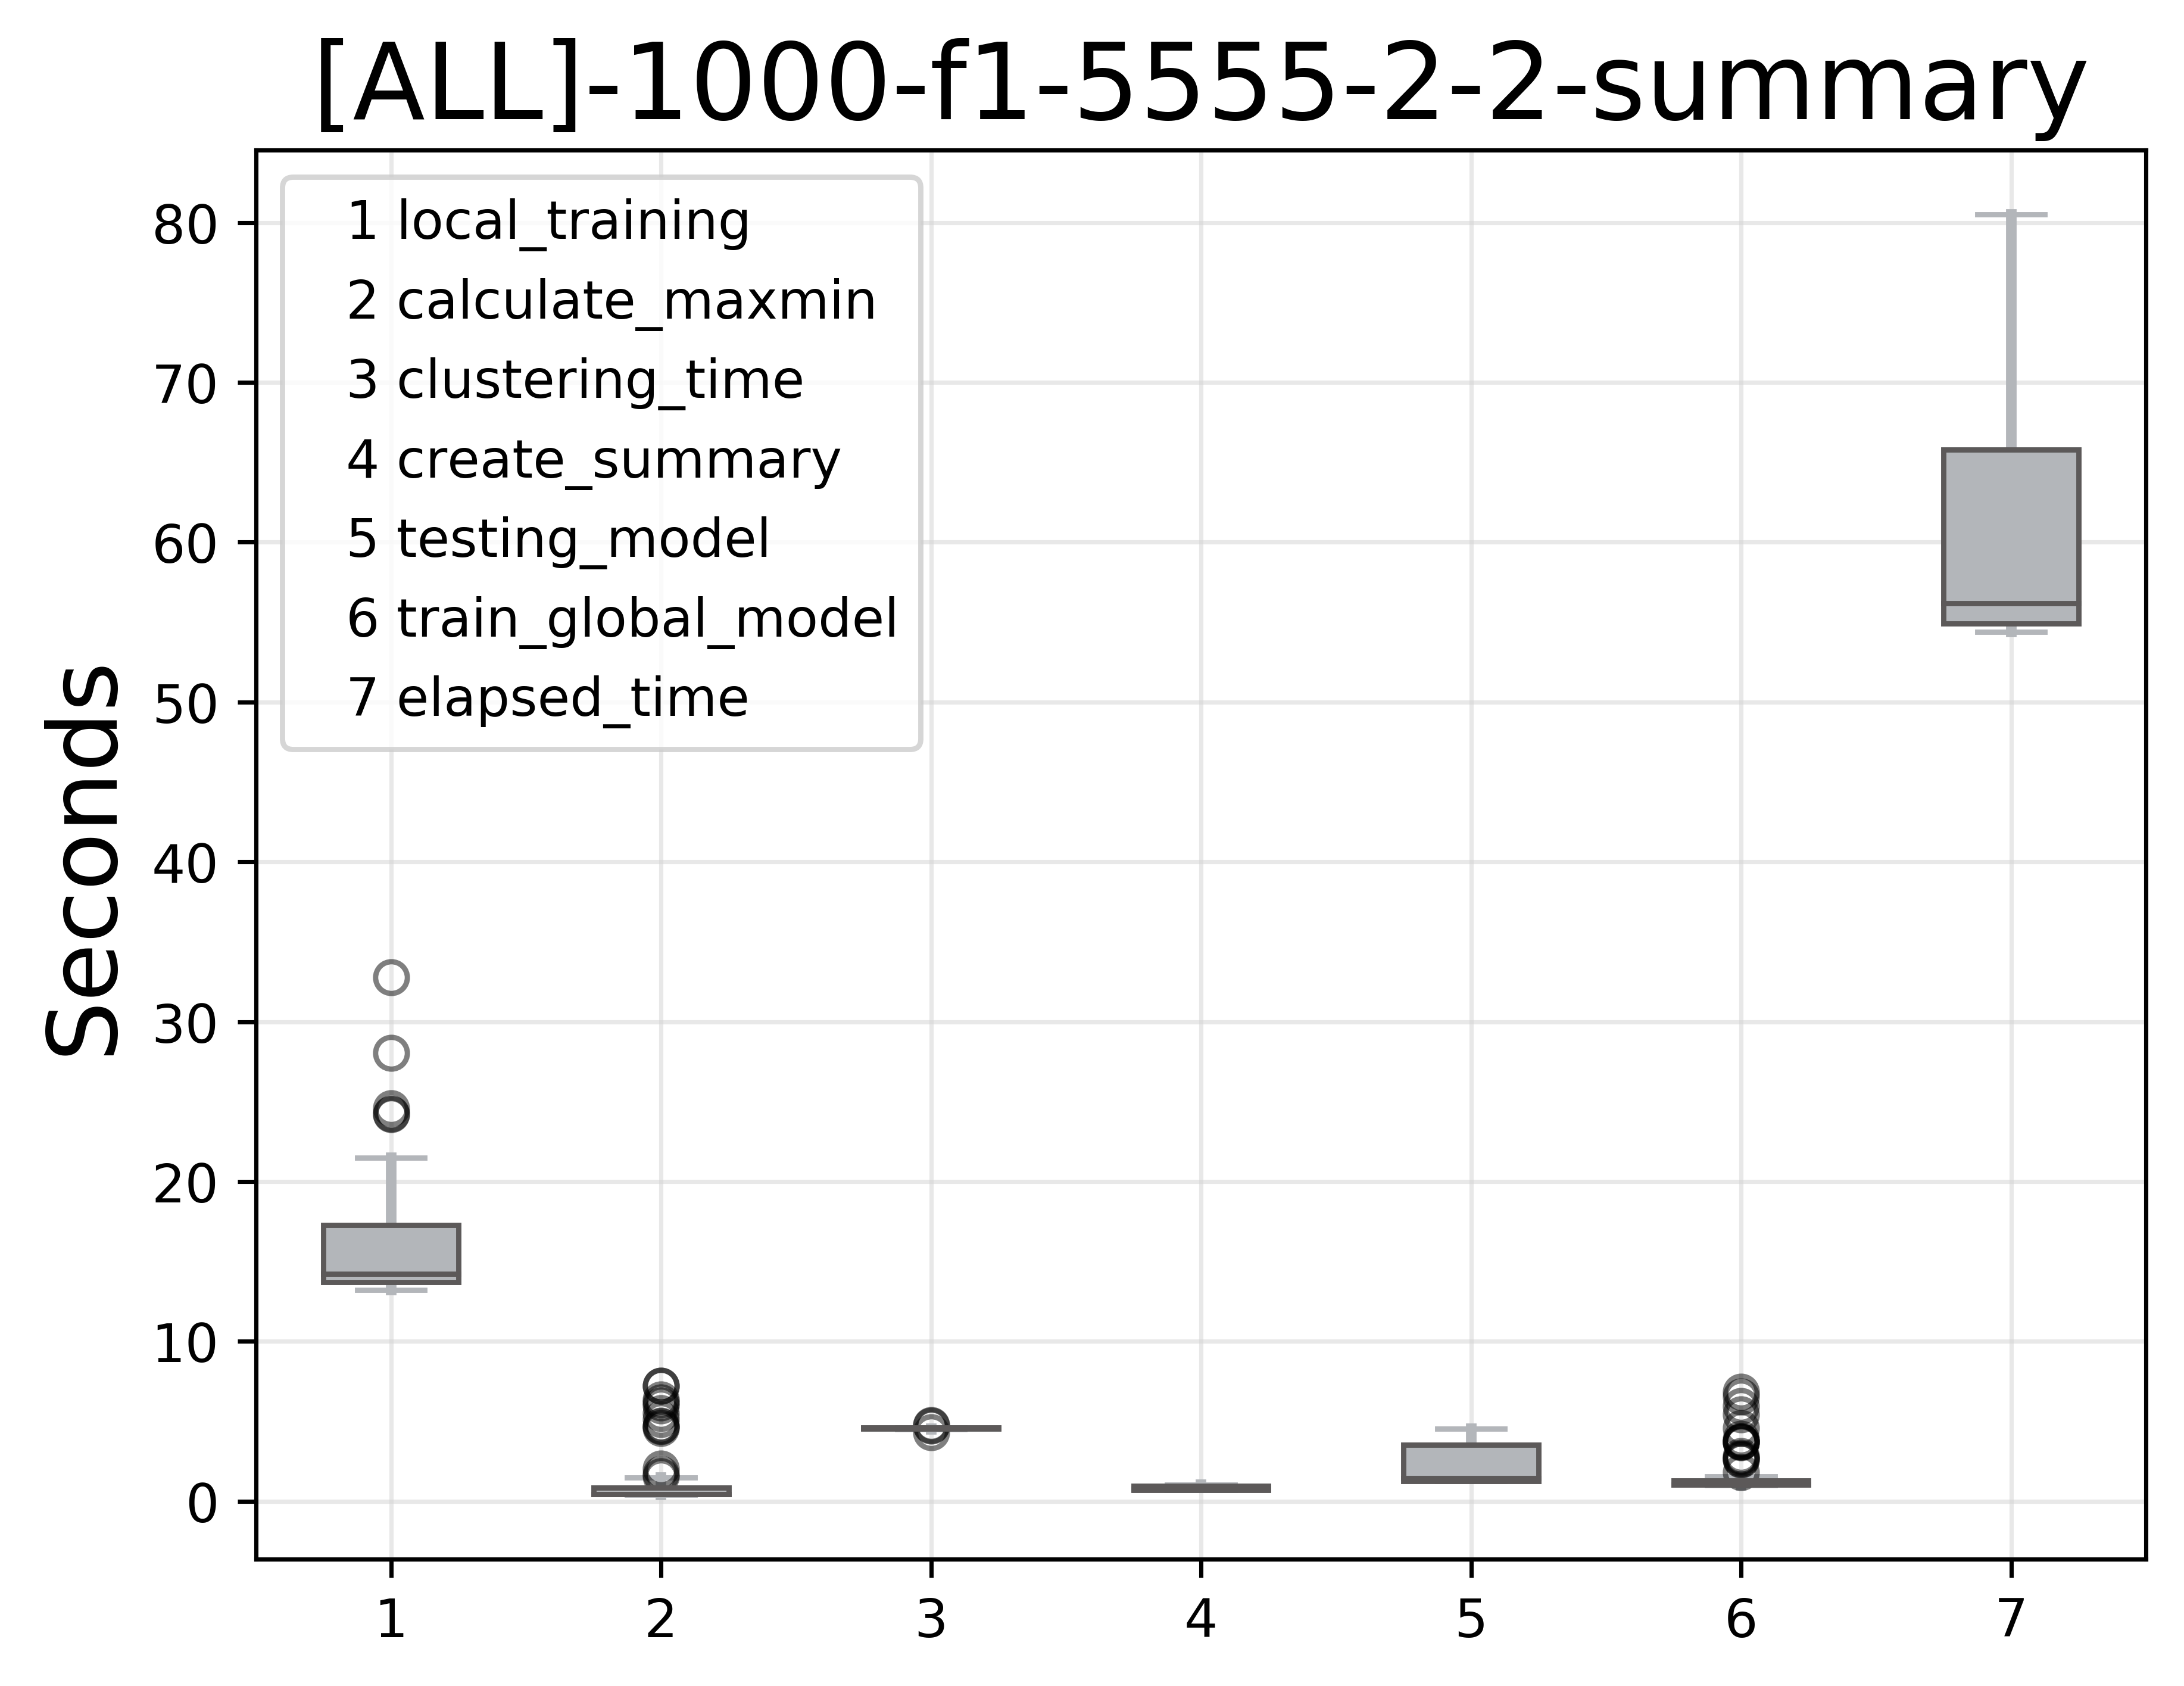 [ALL]-1000-f1-5555-2-2-summary
1 local_training
2 calculate_maxmin
3 clustering_time
4 create_summary
5 testing_model
6 train_global_model
7 elapsed_time
Seconds
80
70
60
50
40
30
20
10
0
1 2 3 4 5 6 7